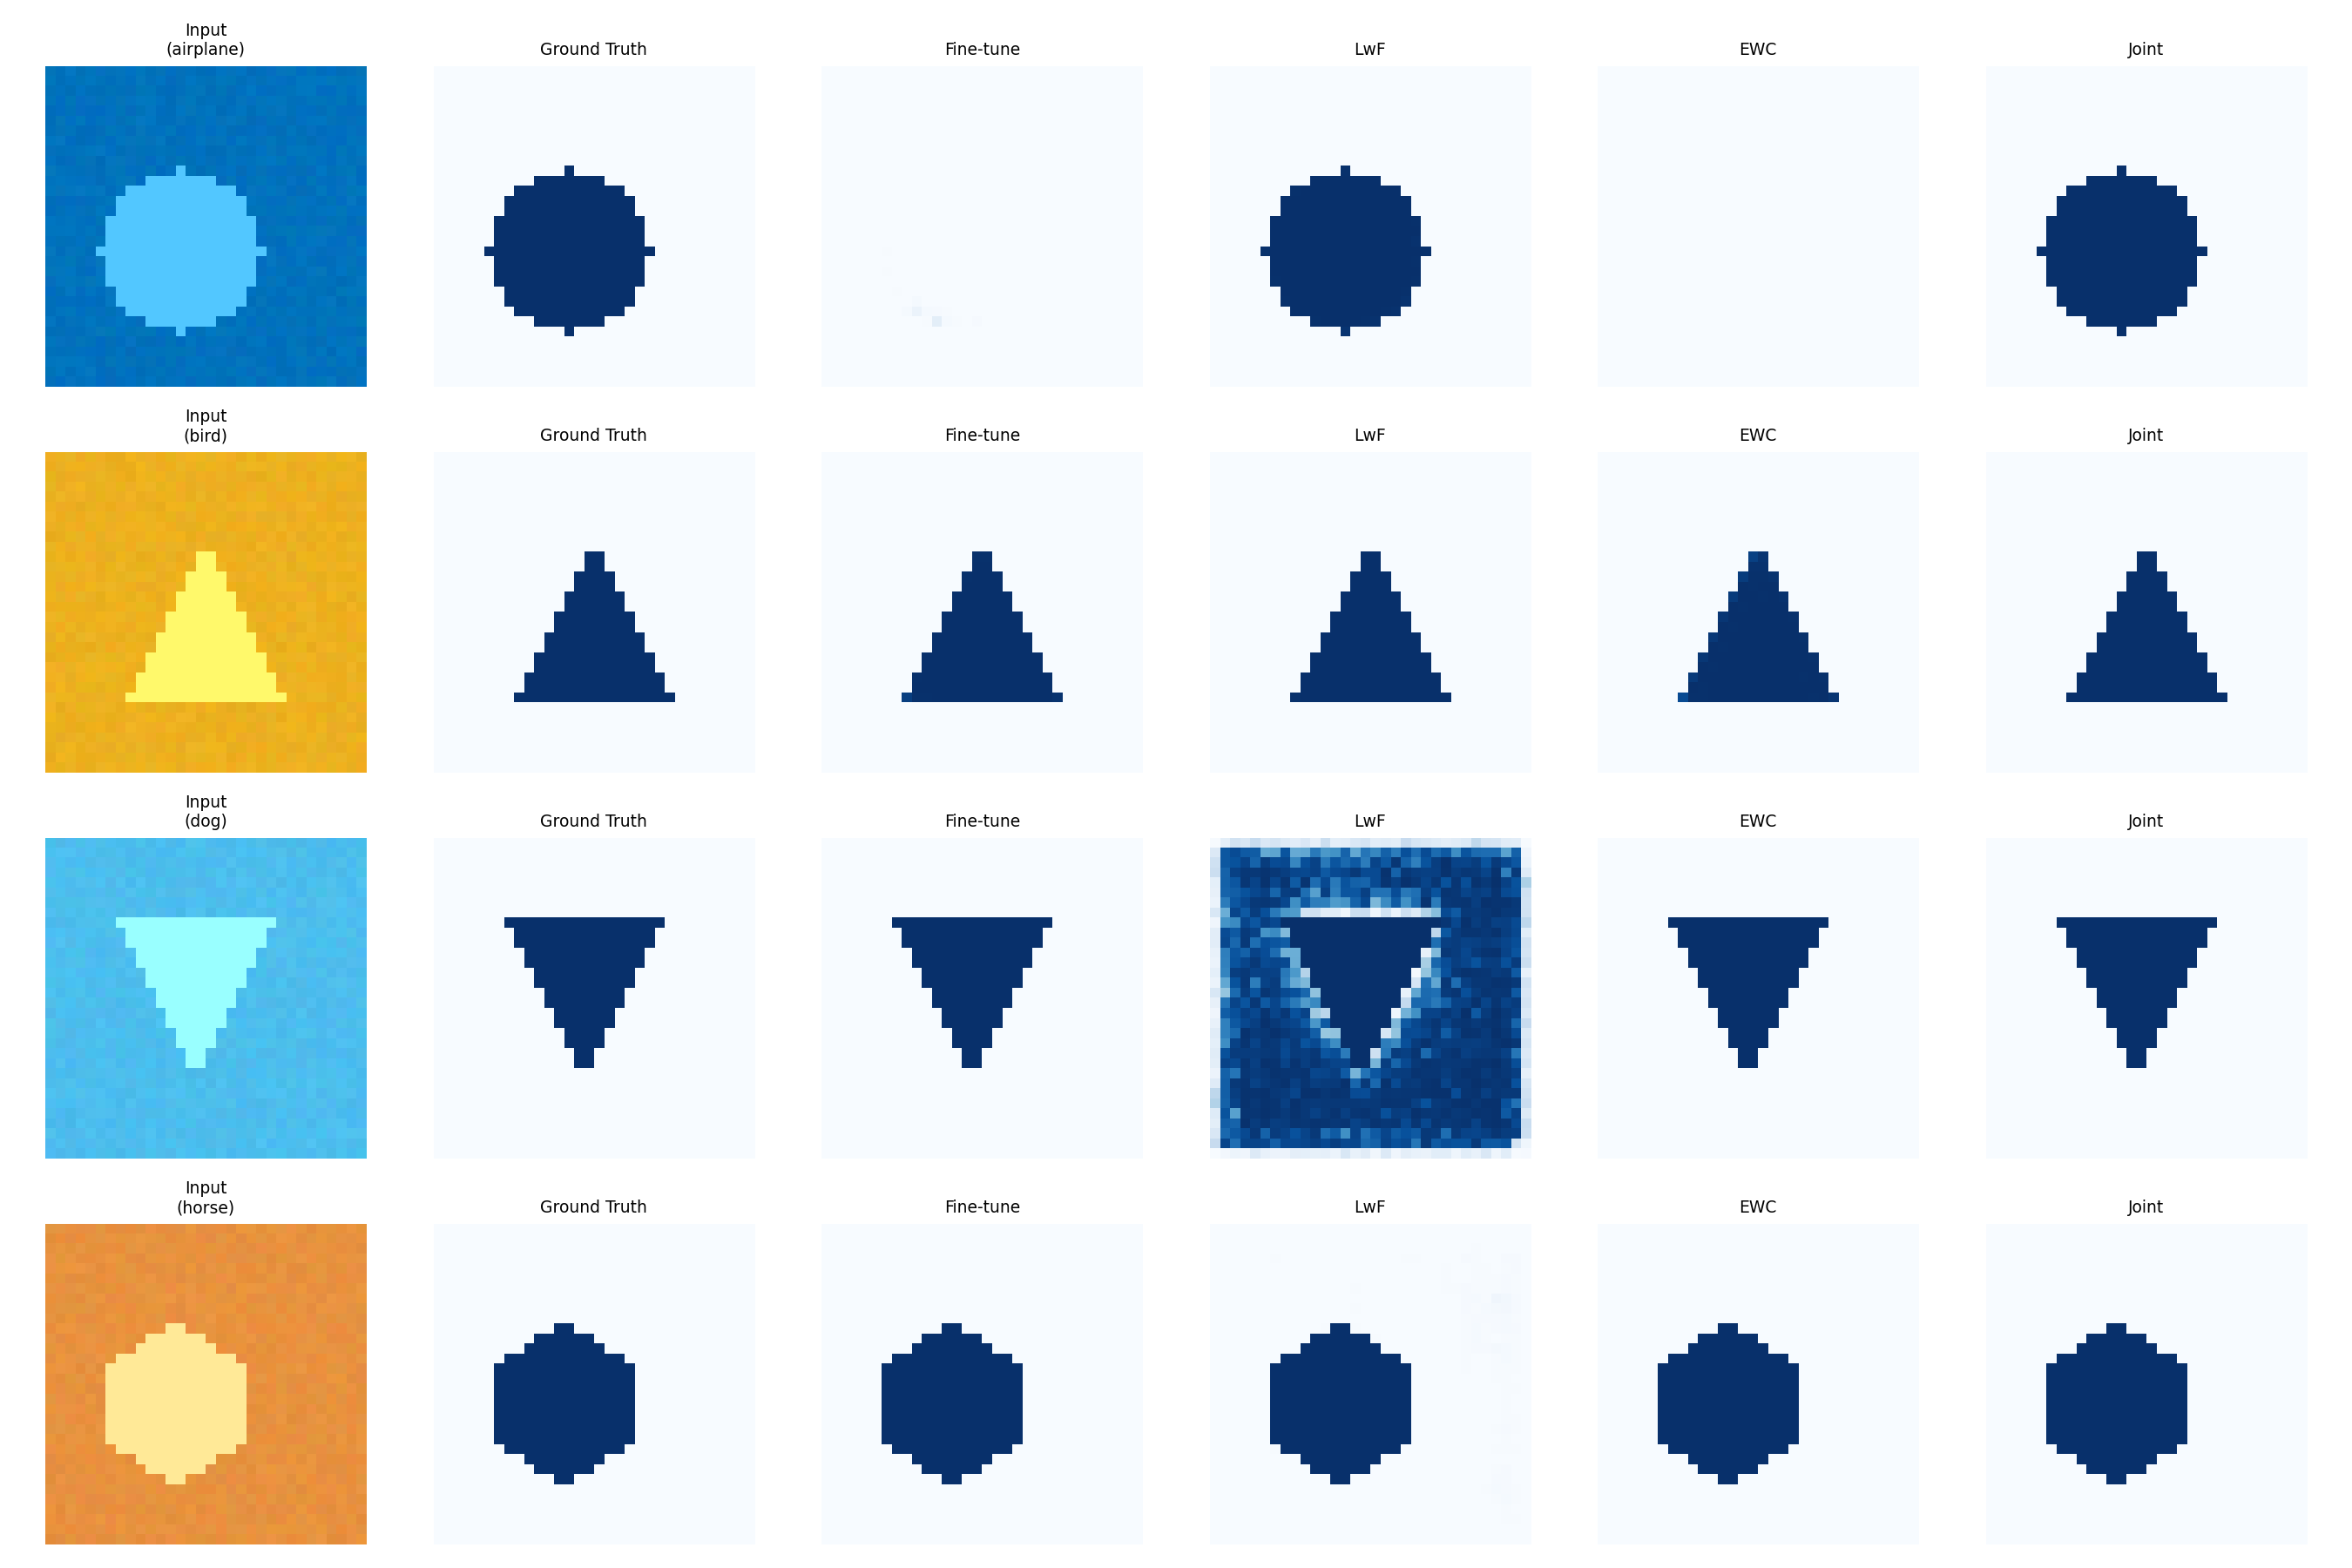 Input
(airplane)
Ground Truth
Fine-tune
LwF
EWC
Joint
Input
(bird)
Ground Truth
Fine-tune
LwF
EWC
Joint
Input
(dog)
Ground Truth
Fine-tune
LwF
EWC
Joint
Input
(horse)
Ground Truth
Fine-tune
LwF
EWC
Joint